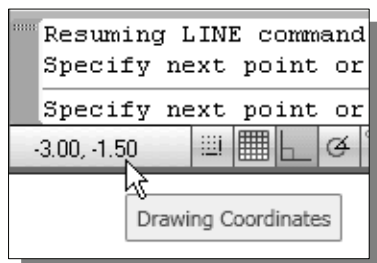 Resuming LINE command
Specify next point or
Specify next point or
-3.00, -1.50
Drawing Coordinates